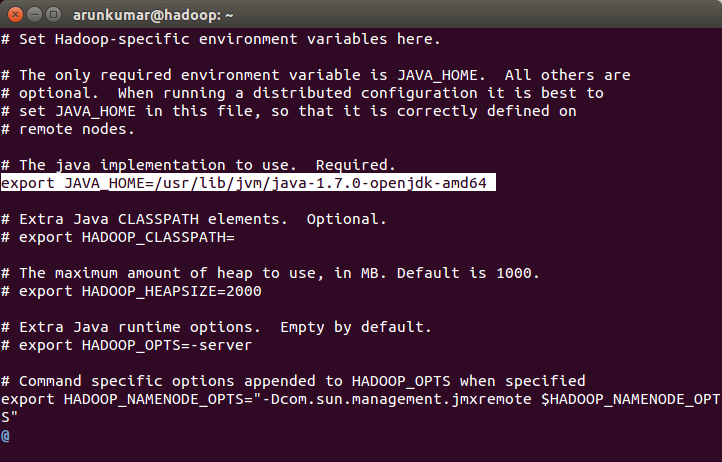 arunkumar@hadoop: ~
# Set Hadoop-specific environment variables here.
# The only required environment variable is JAVA_HOME.  All others are
# optional.  When running a distributed configuration it is best to
# set JAVA_HOME in this file, so that it is correctly defined on
# remote nodes.
# The java implementation to use.  Required.
export JAVA_HOME=/usr/lib/jvm/java-1.7.0-openjdk-amd64
# Extra Java CLASSPATH elements.  Optional.
# export HADOOP_CLASSPATH=
# The maximum amount of heap to use, in MB. Default is 1000.
# export HADOOP_HEAPSIZE=2000
# Extra Java runtime options.  Empty by default.
# export HADOOP_OPTS=-server
# Command specific options appended to HADOOP_OPTS when specified
export HADOOP_NAMENODE_OPTS="-Dcom.sun.management.jmxremote $HADOOP_NAMENODE_OPT
S"
@